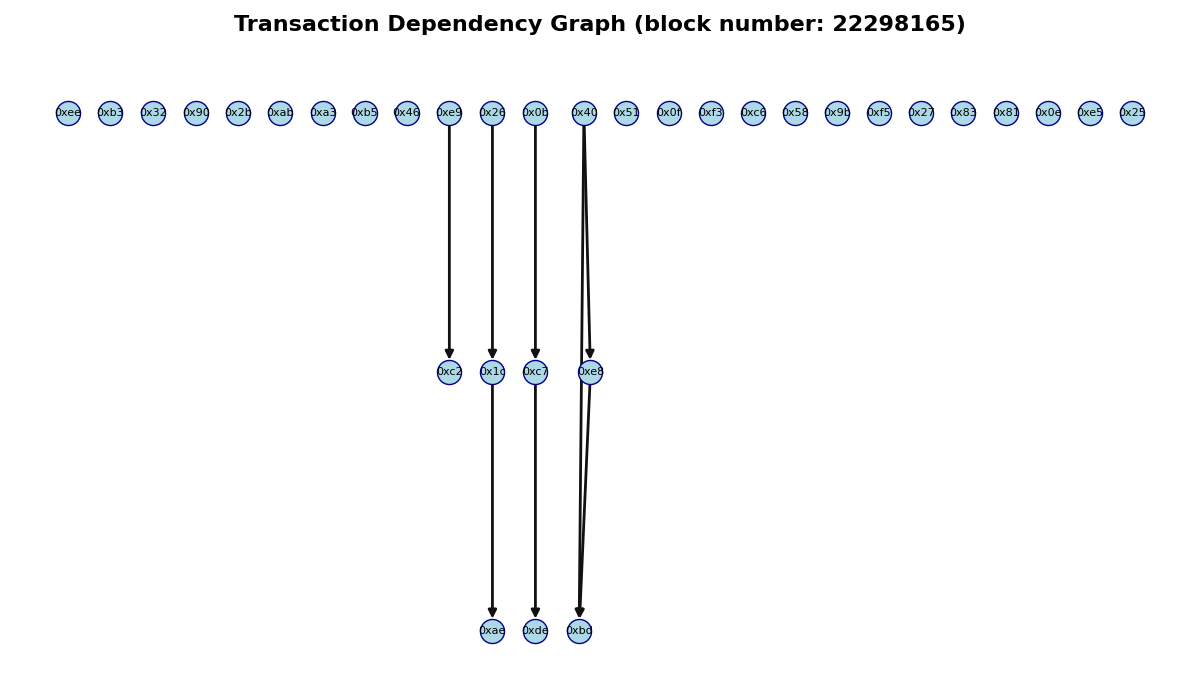 Transaction Dependency Graph (block number: 22298165)
0xee 0xb3 0x32 0x90 0x2b 0xab 0xa3 0xb5 0x46 0xe9 0x26 0x0b 0x40 0x51 0x0f 0xf3 0xc6 0x58 0x9b 0xf5 0x27 0x83 0x81 0x0e 0xe5 0x25
0xc2 0x1c 0xc7 0xe8
0xae 0xde 0xbd